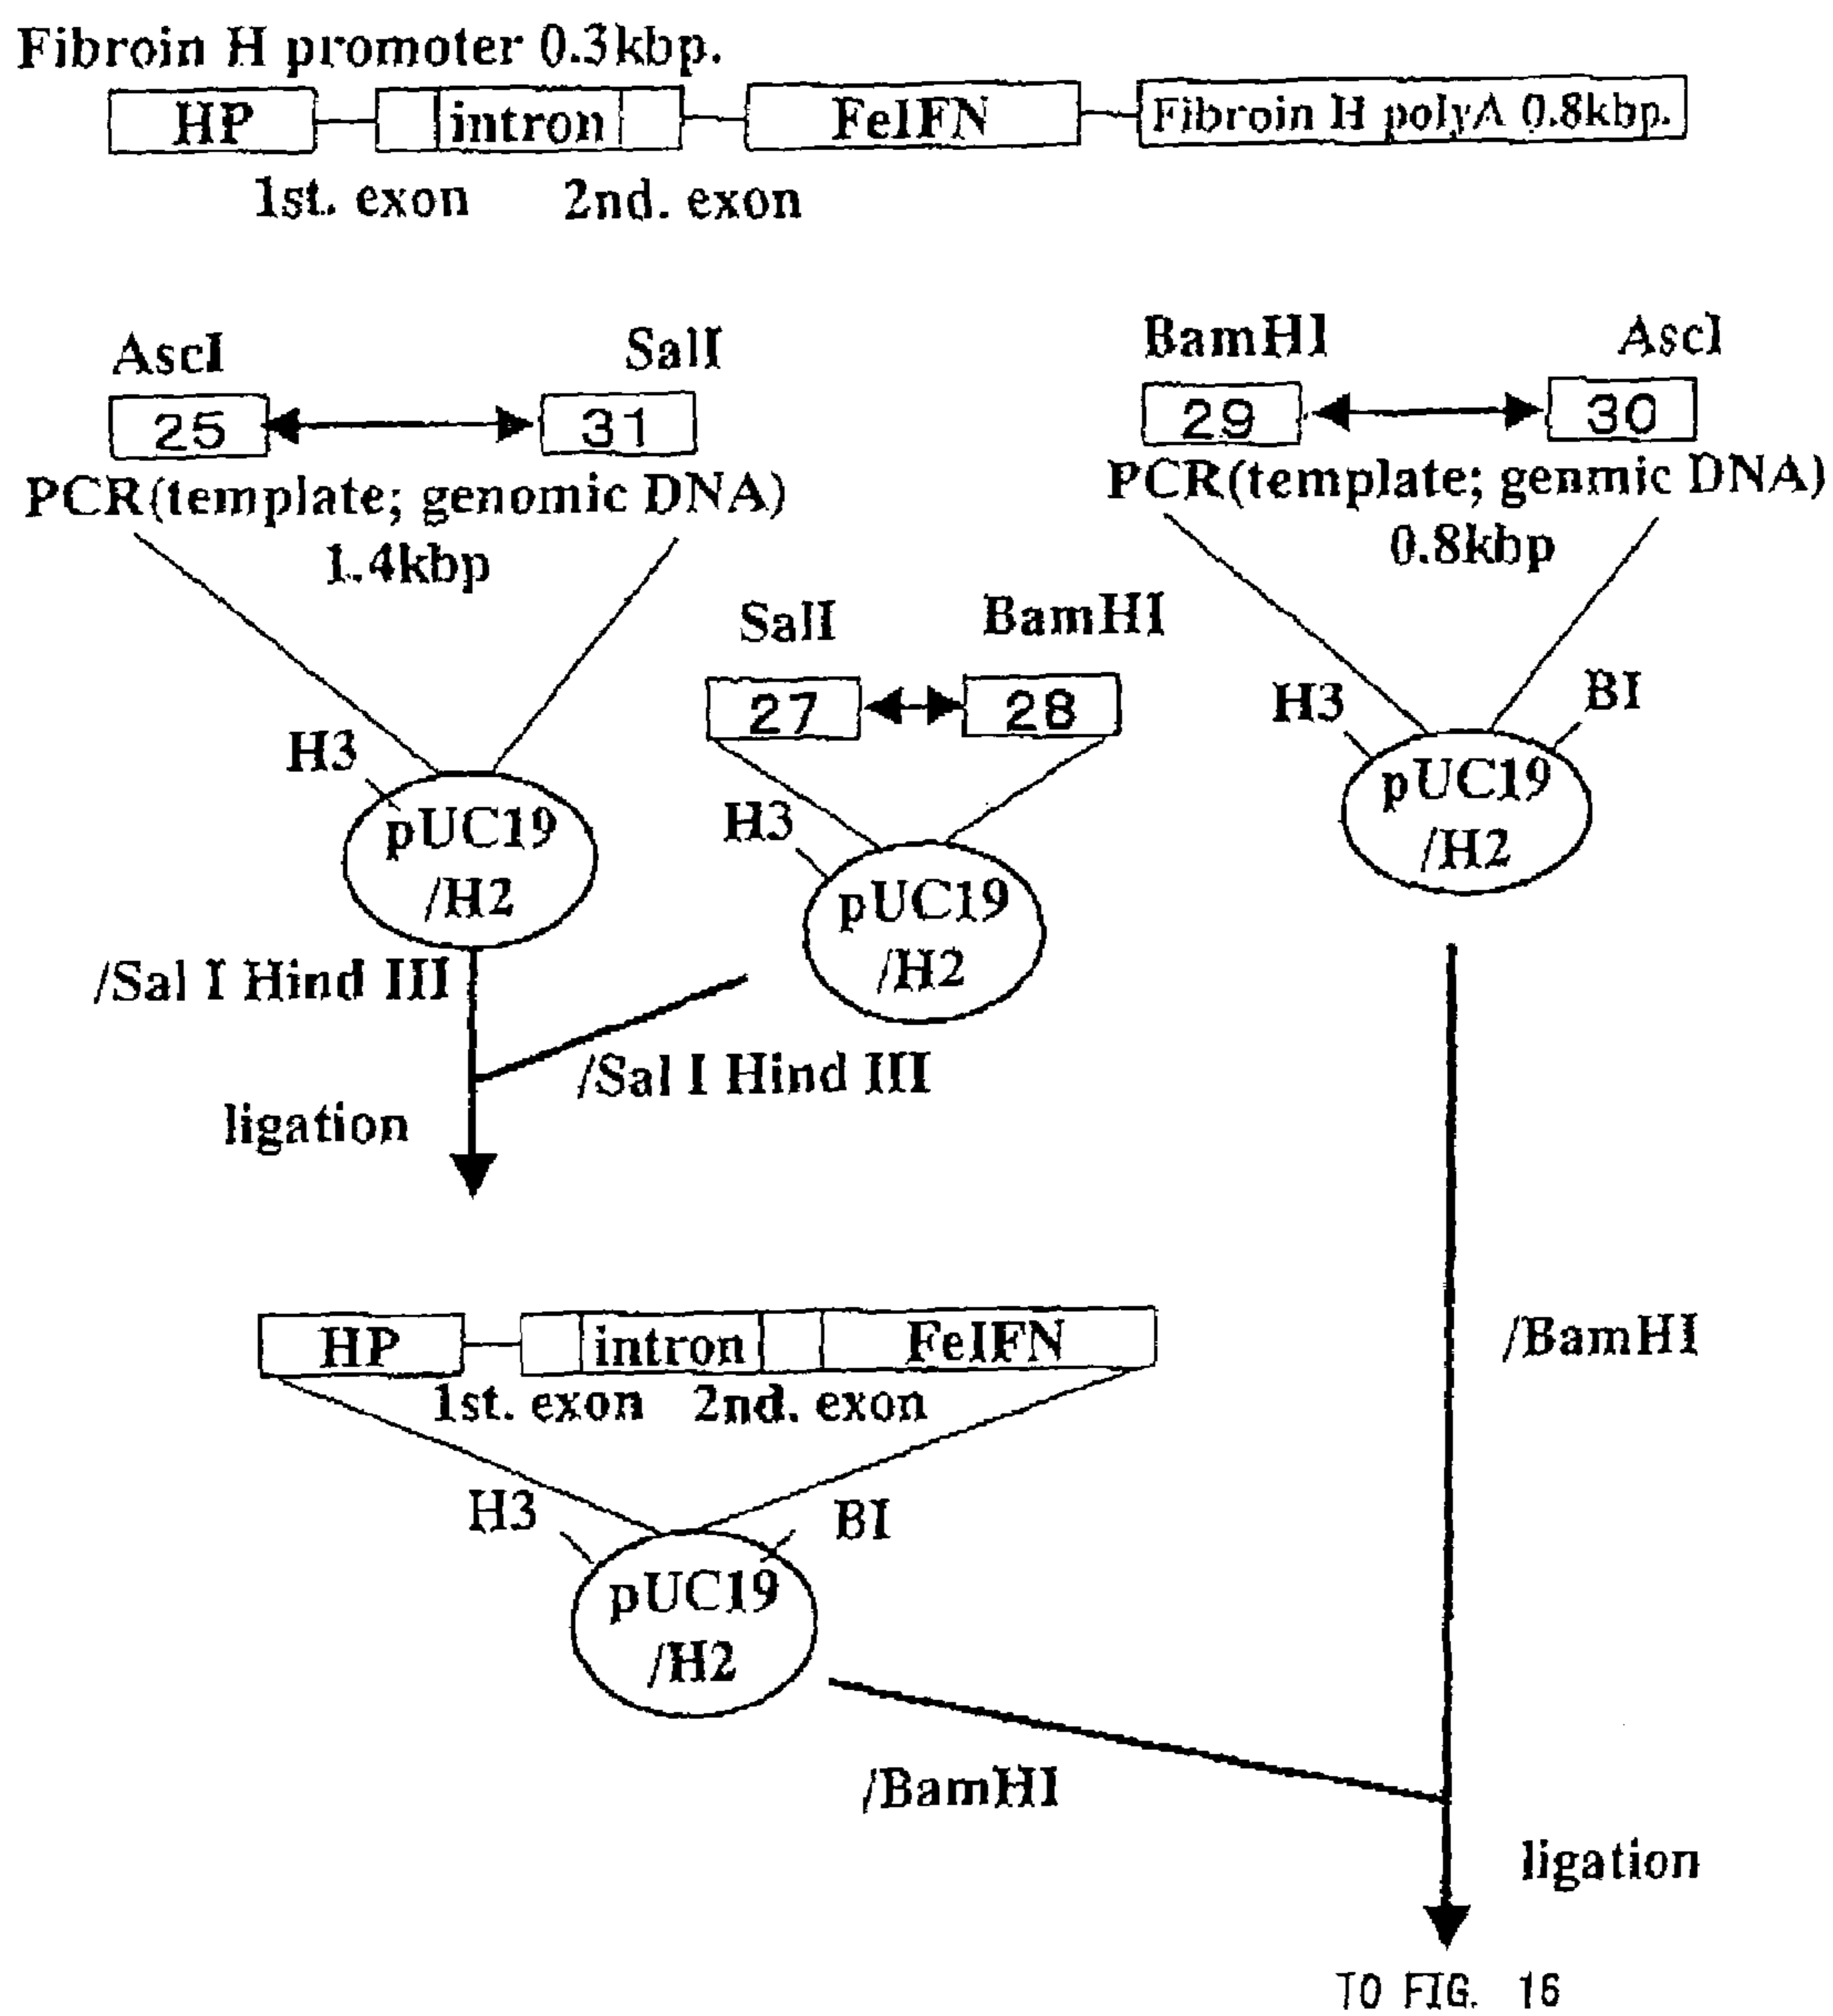 Fibroin H promoter 0.3kbp.
HP
intron
FeIFN
Fibroin H polyA 0.8kbp.
1st. exon
2nd. exon
AscI
SalI
25
31
PCR(template; genomic DNA)
1.4kbp
BamHI
AscI
29
30
PCR(template; genmic DNA)
0.8kbp
SalI
BamHI
27
28
H3
pUC19
/H2
H3
pUC19
/H2
H3
BI
pUC19
/H2
/Sal I Hind III
/Sal I Hind III
ligation
HP
intron
FeIFN
1st. exon
2nd. exon
H3
BI
pUC19
/H2
/BamHI
/BamHI
ligation
TO FIG. 16